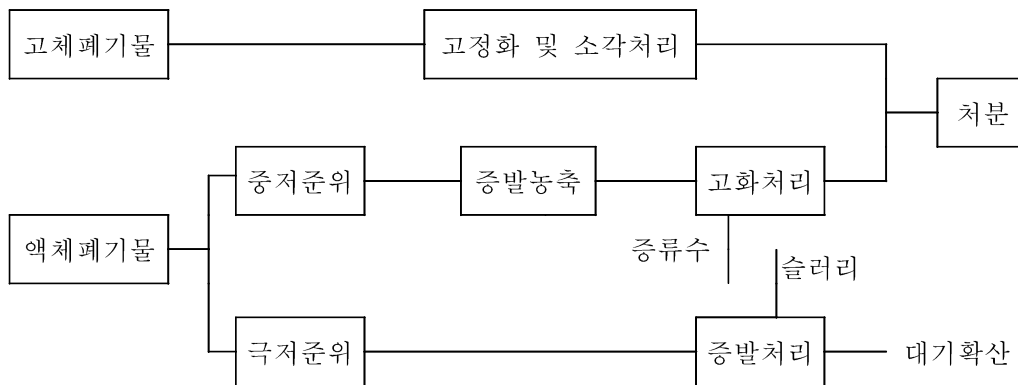 고체폐기물
고정화 및 소각처리
처분
중저준위
증발농축
고화처리
액체폐기물
증류수
슬러리
극저준위
증발처리
대기확산